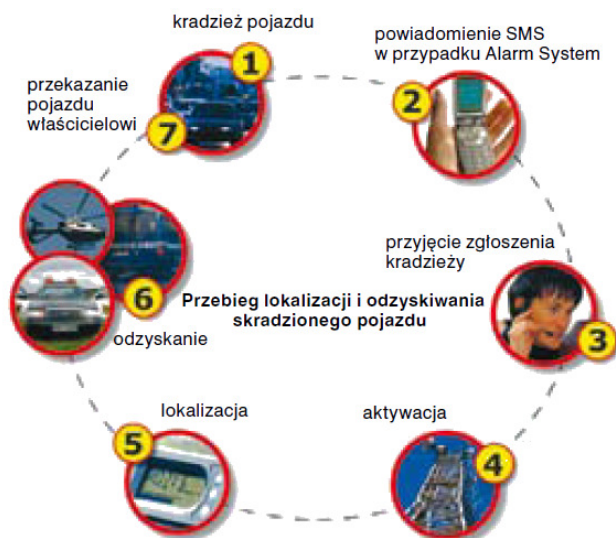 kradzież pojazdu
1
powiadomienie SMS
w przypadku Alarm System
2
przyjęcie zgłoszenia
kradzieży
3
aktywacja
4
lokalizacja
5
odzyskanie
6
przekazanie
pojazdu
właścicielowi
7
Przebieg lokalizacji i odzyskiwania
skradzionego pojazdu